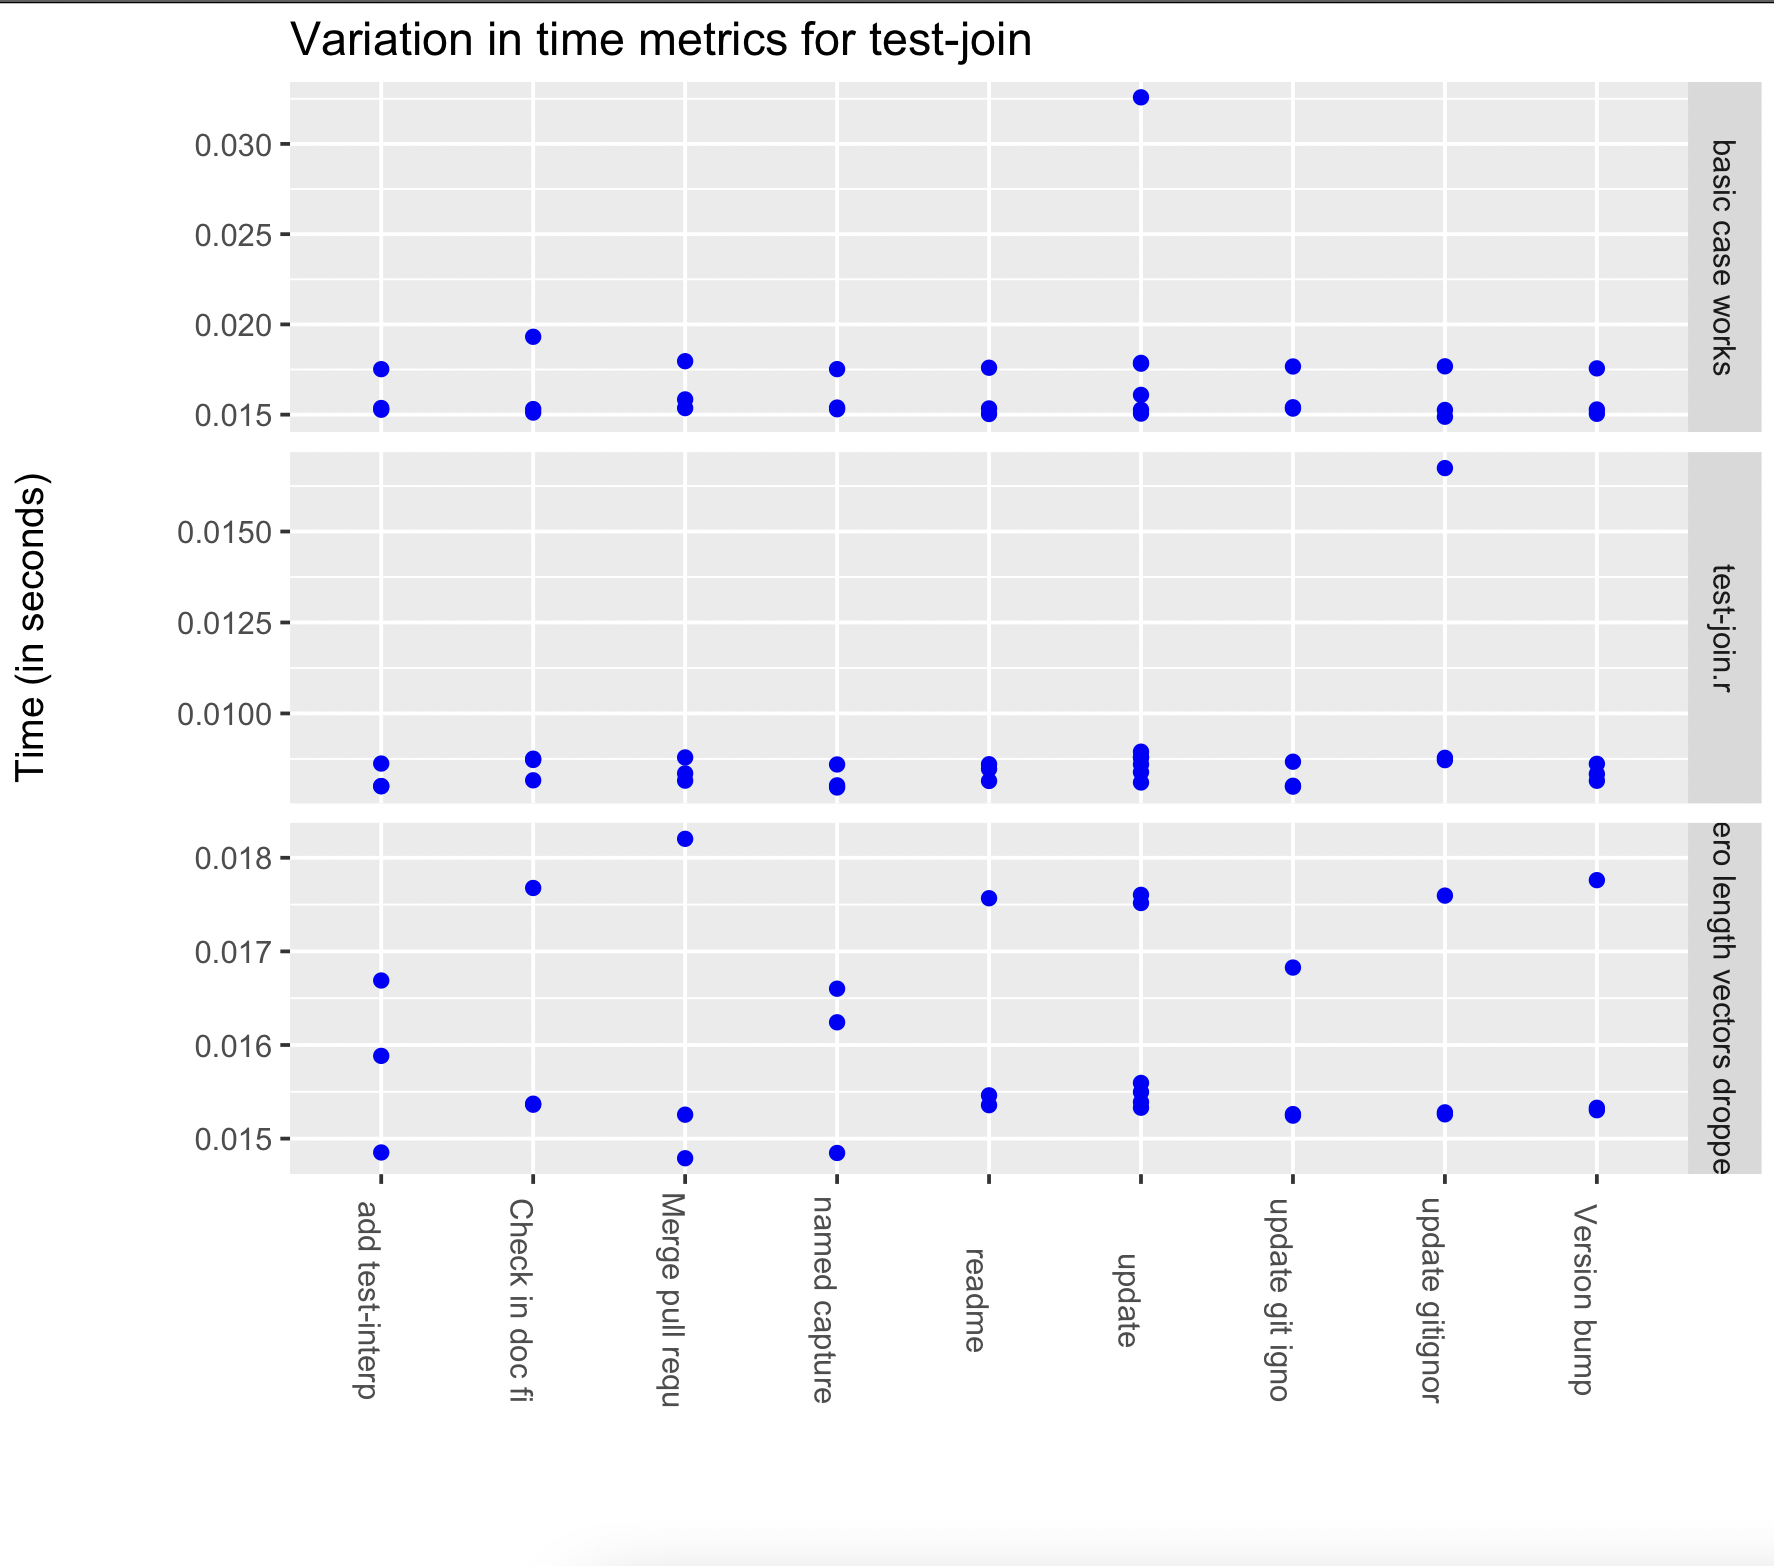 Variation in time metrics for test-join
Time (in seconds)
0.030
0.025
0.020
0.015
basic case works
0.0150
0.0125
0.0100
test-join.r
0.018
0.017
0.016
0.015
ero length vectors droppe
add test-interp
Check in doc fi
Merge pull requ
named capture
readme
update
update git igno
update gitignor
Version bump